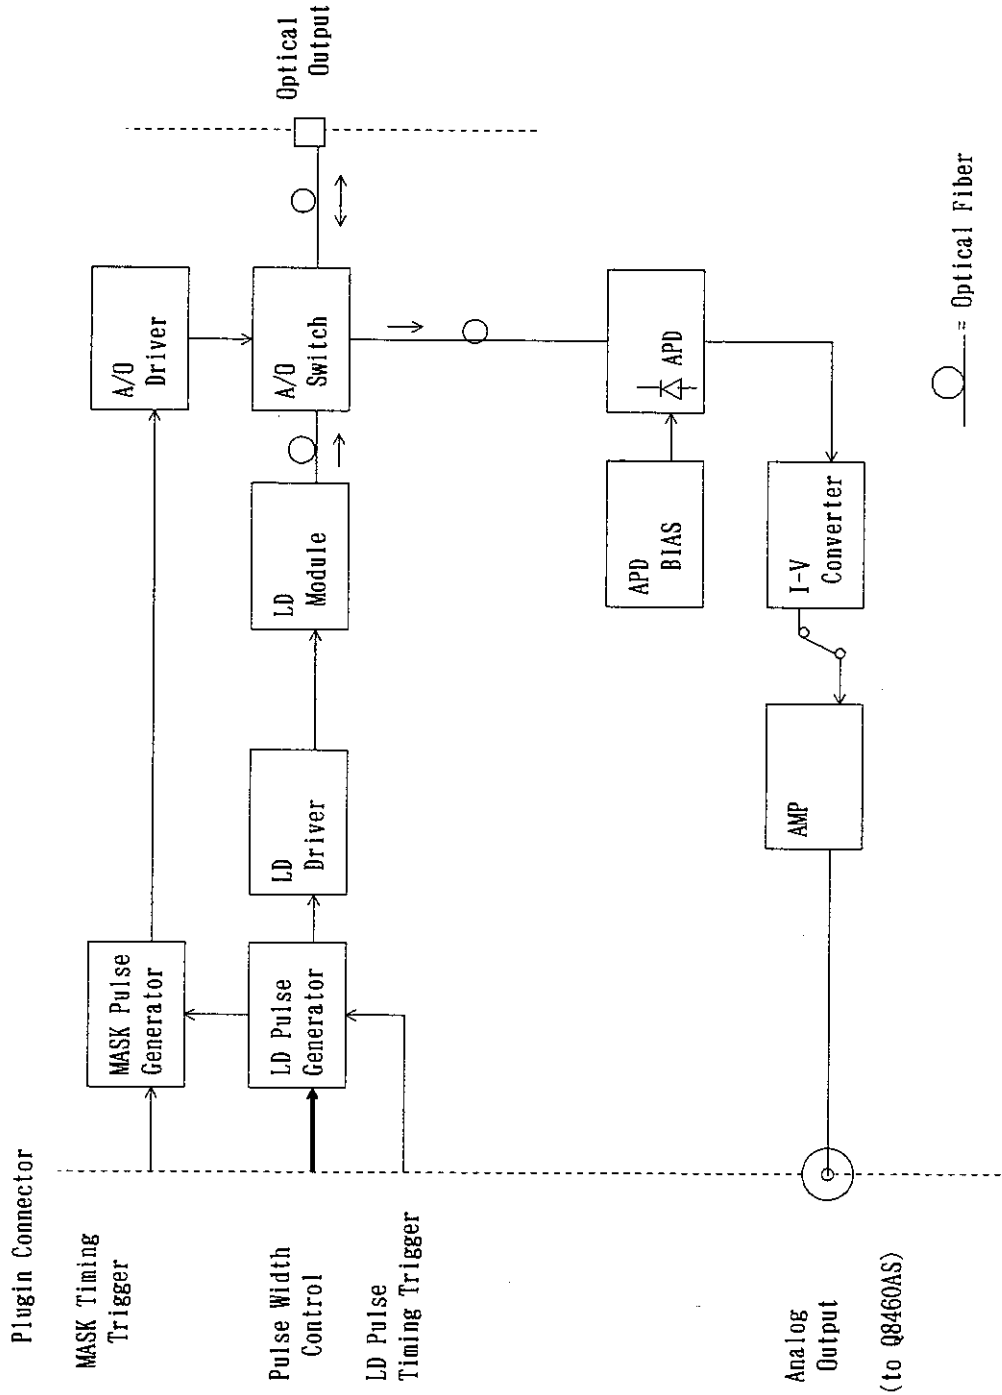 Plugin Connector
MASK Timing
Trigger
MASK Pulse
Generator
A/O
Driver
Pulse Width
Control
LD Pulse
Generator
LD
Driver
LD
Module
A/O
Switch
Optical
Output
LD Pulse
Timing Trigger
APD
BIAS
APD
Analog
Output
(to Q8460AS)
AMP
I-V
Converter
= Optical Fiber